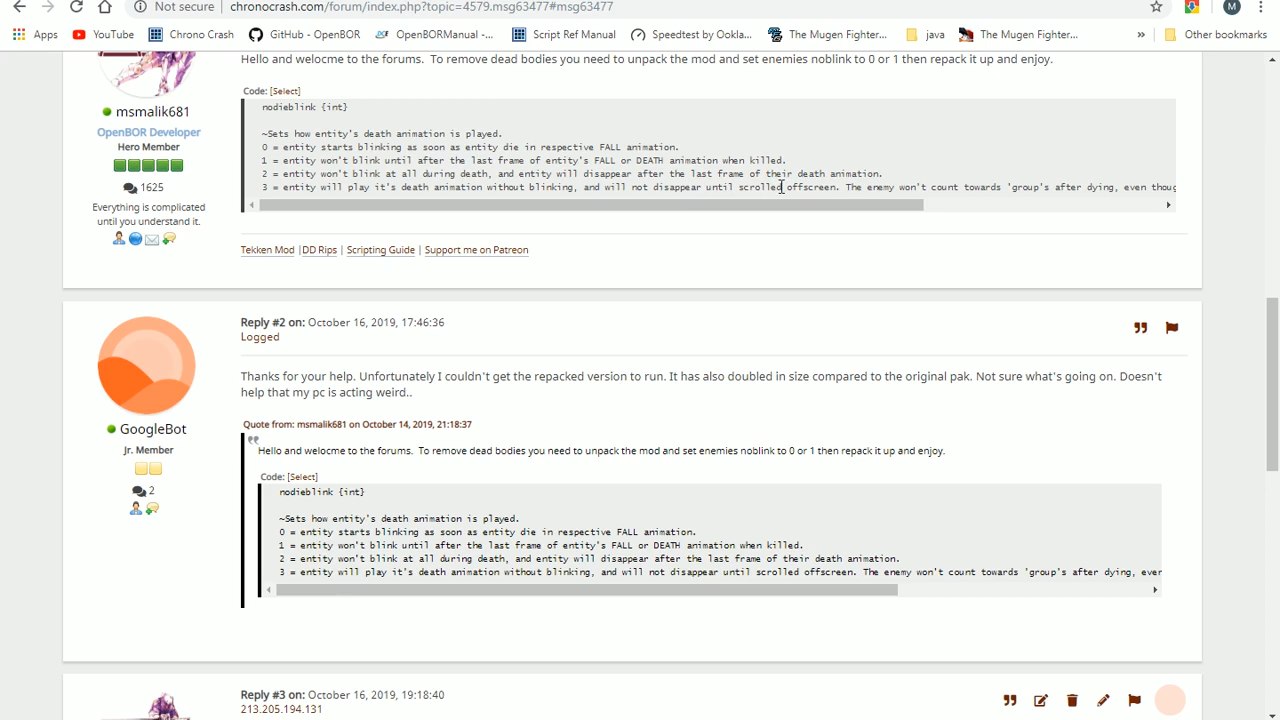 Not secure | chronocrash.com/forum/index.php?topic=4579.msg63477#msg63477
M
Apps YouTube Chrono Crash GitHub - OpenBOR OpenBORManual -... Script Ref Manual Speedtest by Ookla... The Mugen Fighter... java The Mugen Fighter... » Other bookmarks
Hello and welocme to the forums. To remove dead bodies you need to unpack the mod and set enemies noblink to 0 or 1 then repack it up and enjoy.
Code: [Select]
nodieblink {int}
~Sets how entity's death animation is played.
0 = entity starts blinking as soon as entity die in respective FALL animation.
1 = entity won't blink until after the last frame of entity's FALL or DEATH animation when killed.
2 = entity won't blink at all during death, and entity will disappear after the last frame of their death animation.
3 = entity will play it's death animation without blinking, and will not disappear until scrolled offscreen. The enemy won't count towards 'group's after dying, even thoug
msmalik681
OpenBOR Developer
Hero Member
1625
Everything is complicated
until you understand it.
Tekken Mod |DD Rips | Scripting Guide | Support me on Patreon
Reply #2 on: October 16, 2019, 17:46:36
Logged
GoogleBot
Jr. Member
2
Thanks for your help. Unfortunately I couldn't get the repacked version to run. It has also doubled in size compared to the original pak. Not sure what's going on. Doesn't
help that my pc is acting weird..
Quote from: msmalik681 on October 14, 2019, 21:18:37
Hello and welocme to the forums. To remove dead bodies you need to unpack the mod and set enemies noblink to 0 or 1 then repack it up and enjoy.
Code: [Select]
nodieblink {int}
~Sets how entity's death animation is played.
0 = entity starts blinking as soon as entity die in respective FALL animation.
1 = entity won't blink until after the last frame of entity's FALL or DEATH animation when killed.
2 = entity won't blink at all during death, and entity will disappear after the last frame of their death animation.
3 = entity will play it's death animation without blinking, and will not disappear until scrolled offscreen. The enemy won't count towards 'group's after dying, ever
Reply #3 on: October 16, 2019, 19:18:40
213.205.194.131